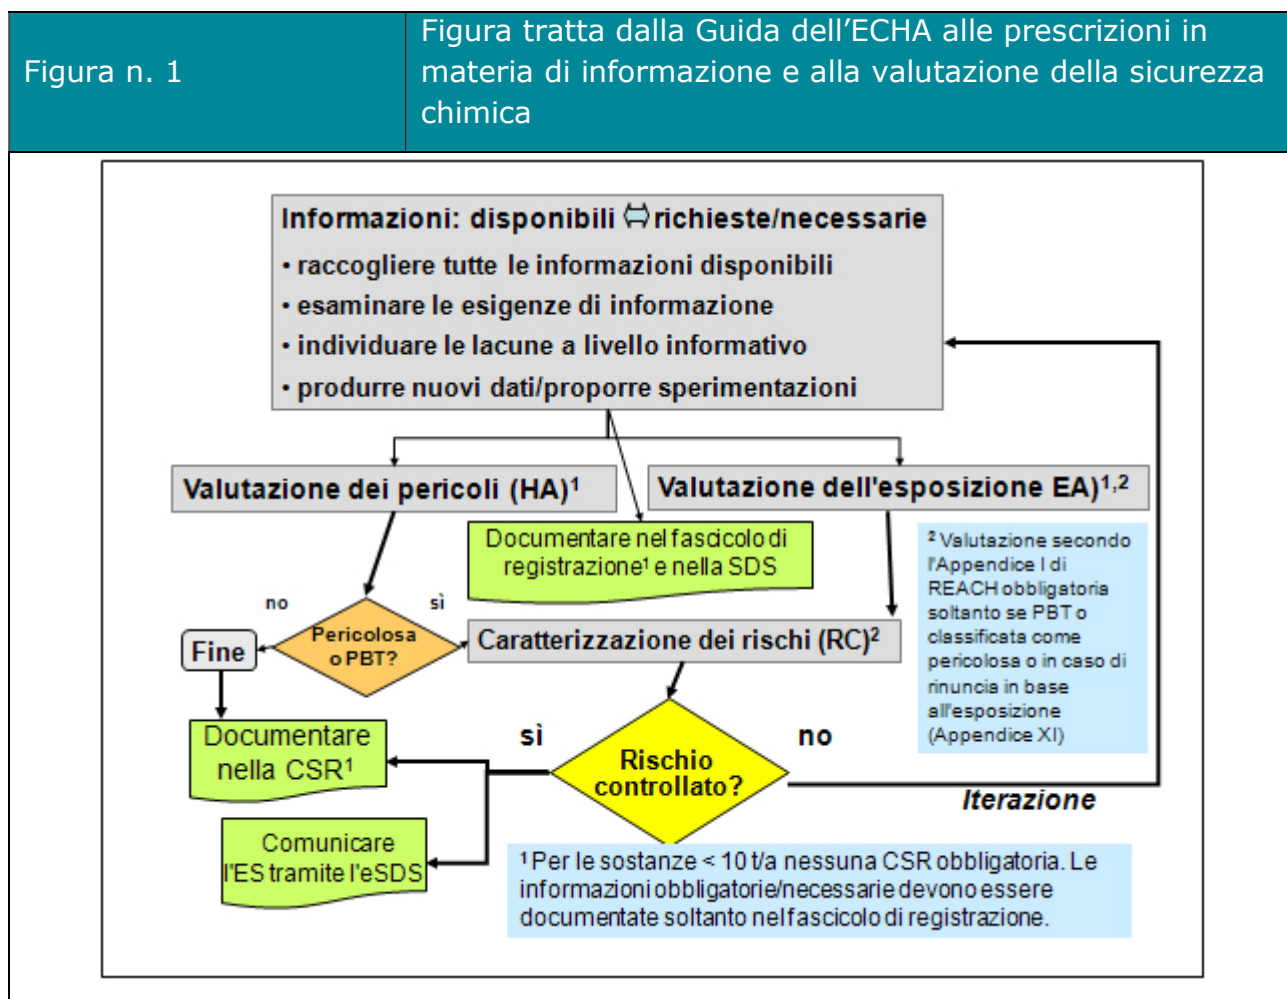 Figura n. 1
Figura tratta dalla Guida dell’ECHA alle prescrizioni in
materia di informazione e alla valutazione della sicurezza
chimica
Informazioni: disponibili ⇔ richieste/necessarie
• raccogliere tutte le informazioni disponibili
• esaminare le esigenze di informazione
• individuare le lacune a livello informativo
• produrre nuovi dati/proporre sperimentazioni
Valutazione dei pericoli (HA)¹
Valutazione dell'esposizione EA)¹,²
Documentare nel fascicolo di
registrazione¹ e nella SDS
² Valutazione secondo
l'Appendice I di
REACH obbligatoria
soltanto se PBT o
classificata come
pericolosa o in caso di
rinuncia in base
all'esposizione
(Appendice XI)
no
sì
Pericolosa
o PBT?
Fine
Caratterizzazione dei rischi (RC)²
Documentare
nella CSR¹
sì
no
Rischio
controllato?
Iterazione
Comunicare
l'ES tramite l'eSDS
¹ Per le sostanze < 10 t/a nessuna CSR obbligatoria. Le
informazioni obbligatorie/necessarie devono essere
documentate soltanto nel fascicolo di registrazione.